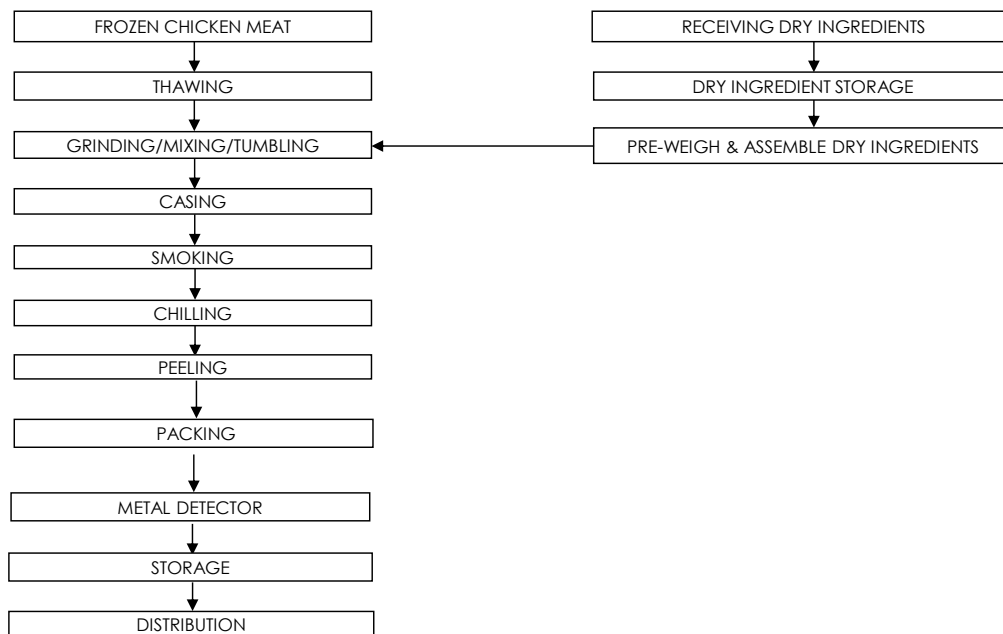 FROZEN CHICKEN MEAT
THAWING
GRINDING/MIXING/TUMBLING
CASING
SMOKING
CHILLING
PEELING
PACKING
METAL DETECTOR
STORAGE
DISTRIBUTION
RECEIVING DRY INGREDIENTS
DRY INGREDIENT STORAGE
PRE-WEIGH & ASSEMBLE DRY INGREDIENTS